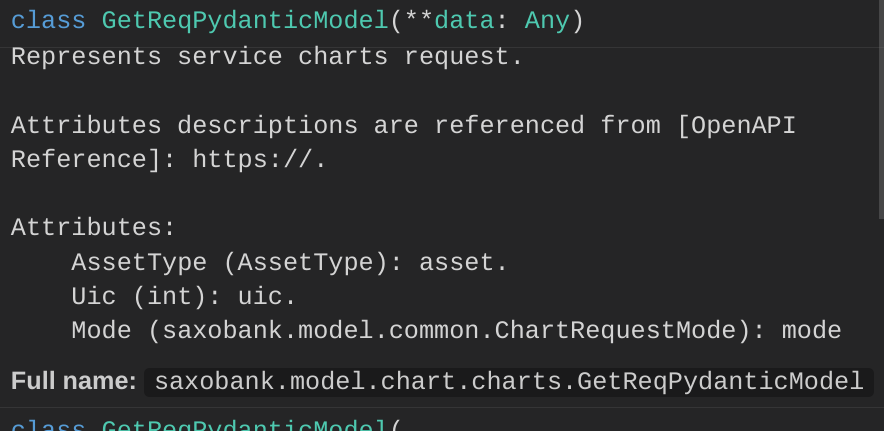 class GetReqPydanticModel(**data: Any)
Represents service charts request.
Attributes descriptions are referenced from [OpenAPI
Reference]: https://.
Attributes:
    AssetType (AssetType): asset.
    Uic (int): uic.
    Mode (saxobank.model.common.ChartRequestMode): mode
Full name: saxobank.model.chart.charts.GetReqPydanticModel
class GetReqPydanticModel(